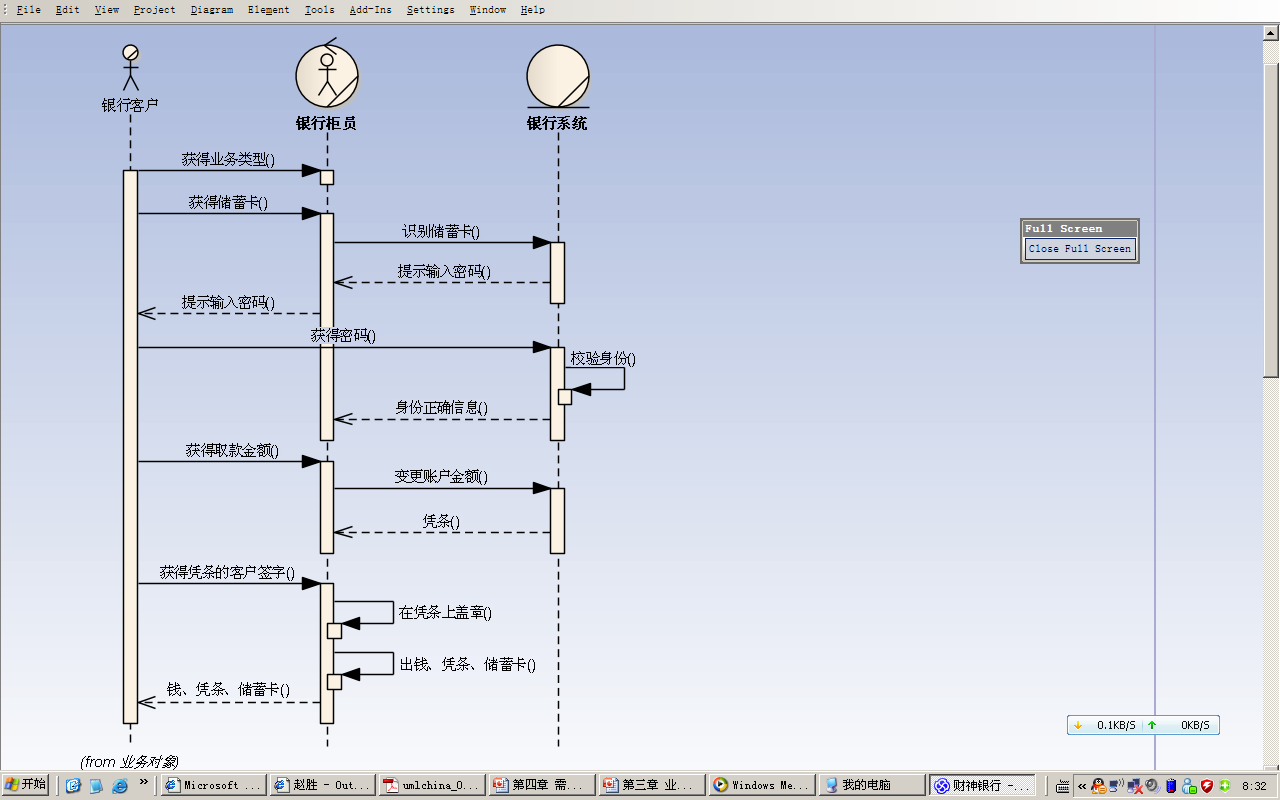 File Edit View Project Diagram Element Tools Add-Ins Settings Window Help
银行客户
银行柜员
银行系统
获得业务类型()
获得储蓄卡()
识别储蓄卡()
Full Screen
Close Full Screen
提示输入密码()
提示输入密码()
获得密码()
校验身份()
身份正确信息()
获得取款金额()
变更账户金额()
凭条()
获得凭条的客户签字()
在凭条上盖章()
出钱、凭条、储蓄卡()
钱、凭条、储蓄卡()
0.1KB/S 0KB/S
(from 业务对象)
开始 » Microsoft ... 赵胜 - Out... umlchina_O... 第四章 需... 第三章 业... Windows Me... 我的电脑 财神银行 -... « 8:32